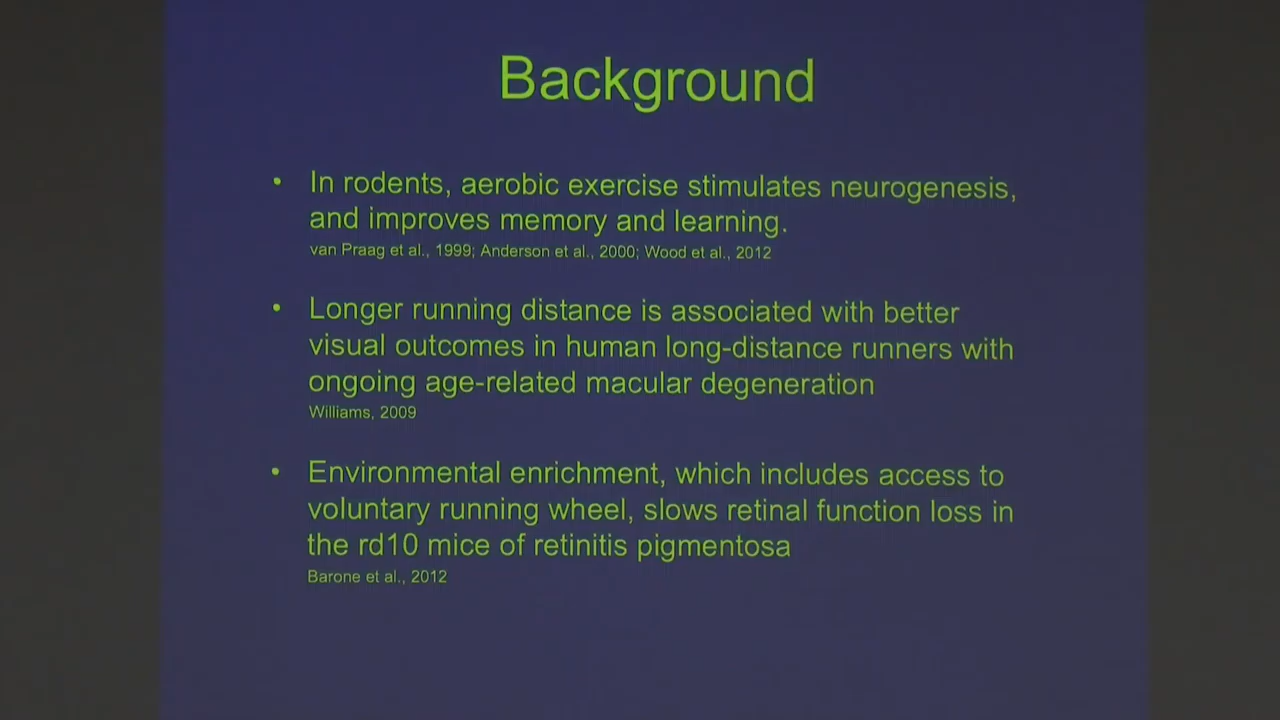 Background
• In rodents, aerobic exercise stimulates neurogenesis,
and improves memory and learning.
van Praag et al., 1999; Anderson et al., 2000; Wood et al., 2012
• Longer running distance is associated with better
visual outcomes in human long-distance runners with
ongoing age-related macular degeneration
Williams, 2009
• Environmental enrichment, which includes access to
voluntary running wheel, slows retinal function loss in
the rd10 mice of retinitis pigmentosa
Barone et al., 2012